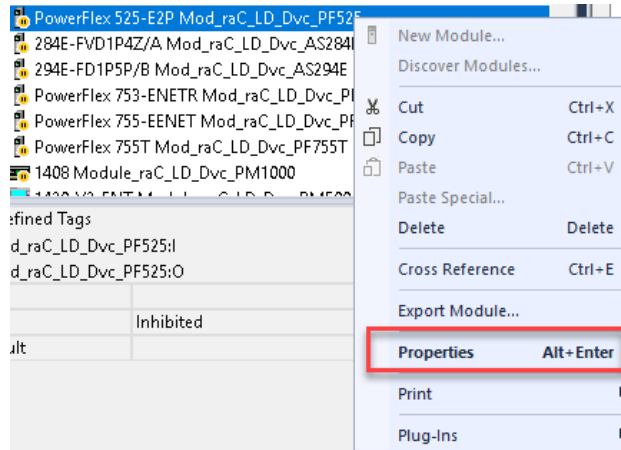 PowerFlex 525-E2P Mod_raC_LD_Dvc_PF525
284E-FVD1P4Z/A Mod_raC_LD_Dvc_AS284
294E-FD1P5P/B Mod_raC_LD_Dvc_AS294E
PowerFlex 753-ENETR Mod_raC_LD_Dvc_P
PowerFlex 755-EENET Mod_raC_LD_Dvc_PF
PowerFlex 755T Mod_raC_LD_Dvc_PF755T
1408 Module_raC_LD_Dvc_PM1000
efined Tags
d_raC_LD_Dvc_PF525:I
d_raC_LD_Dvc_PF525:O
Inhibited
ult
New Module...
Discover Modules...
Cut Ctrl+X
Copy Ctrl+C
Paste Ctrl+V
Paste Special...
Delete Delete
Cross Reference Ctrl+E
Export Module...
Properties Alt+Enter
Print
Plug-Ins